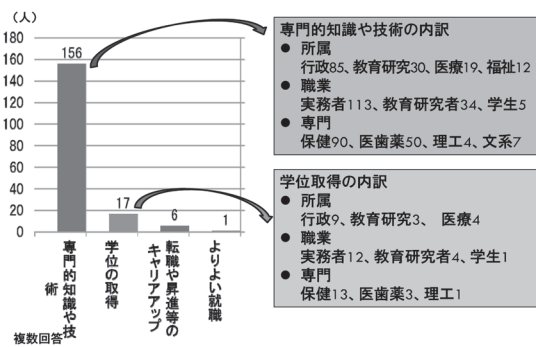 （人）
180
160
140
120
100
80
60
40
20
0
156
17
6
1
専門的知識や技術
学位の取得
転職や昇進等のキャリアアップ
よりよい就職
複数回答
専門的知識や技術の内訳
● 所属
行政85、教育研究30、医療19、福祉12
● 職業
実務者113、教育研究者34、学生5
● 専門
保健90、医歯薬50、理工4、文系7
学位取得の内訳
● 所属
行政9、教育研究3、 医療4
● 職業
実務者12、教育研究者4、学生1
● 専門
保健13、医歯薬3、理工1